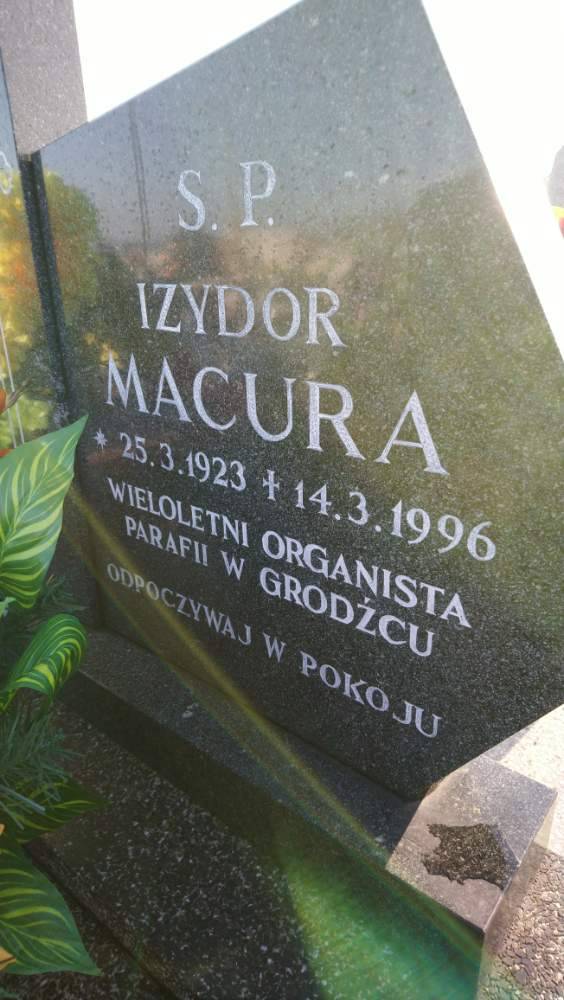 S. P.
IZYDOR
MACURA
* 25.3.1923 ✝ 14.3.1996
WIELOLETNI ORGANISTA
PARAFII W GRODŹCU
ODPOCZYWAJ W POKOJU